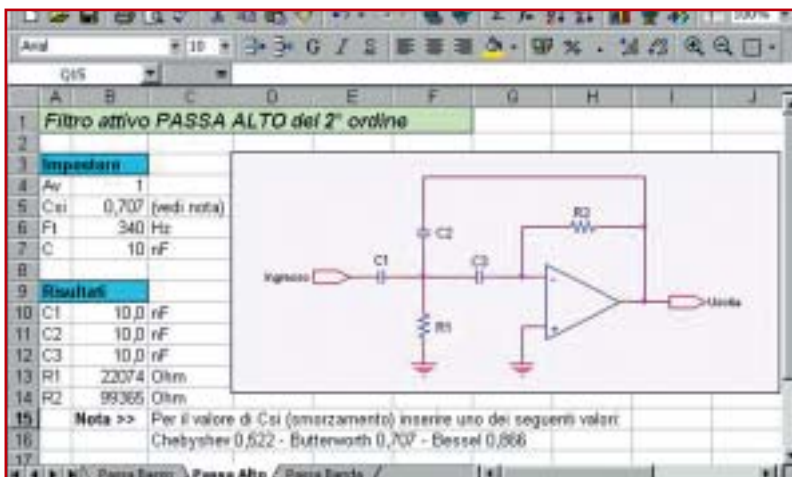 Arial 10 G I S % 100%
Q15 =
A B C D E F G H I J
1 Filtro attivo PASSA ALTO del 2° ordine
2
3 Impostare
4 Av 1
5 Csi 0,707 (vedi nota)
6 Ft 340 Hz
7 C 10 nF
8
9 Risultati
10 C1 10,0 nF
11 C2 10,0 nF
12 C3 10,0 nF
13 R1 22074 Ohm
14 R2 99365 Ohm
15 Nota >> Per il valore di Csi (smorzamento) inserire uno dei seguenti valori:
16 Chebyshev 0,522 - Butterworth 0,707 - Bessel 0,866
17
R2
C2
C1 C3
Ingresso
-
R1
Uscita
+
Passa Basso Passa Alto Passa Banda